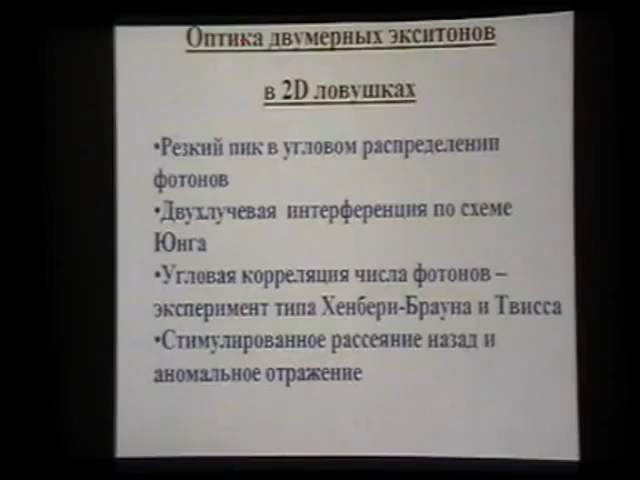 Оптика двумерных экситонов
в 2D ловушках
•Резкий пик в угловом распределении
фотонов
•Двухлучевая интерференция по схеме
Юнга
•Угловая корреляция числа фотонов –
эксперимент типа Хенбери-Брауна и Твисса
•Стимулированное рассеяние назад и
аномальное отражение